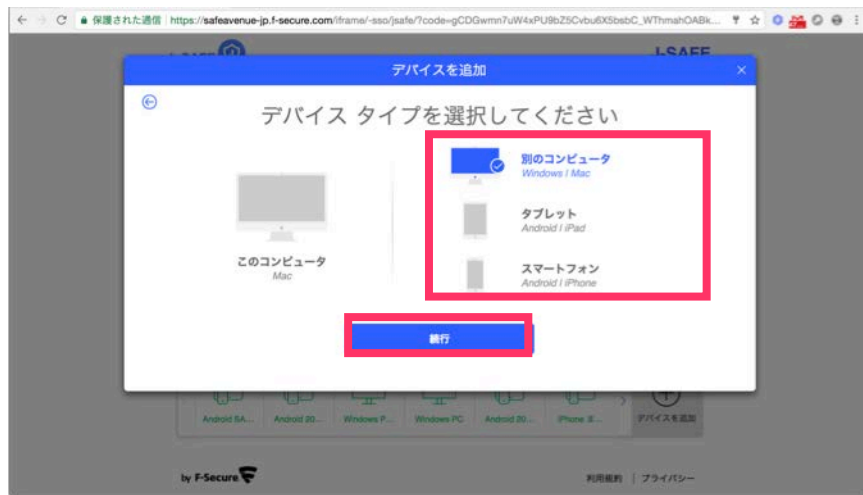 保護された通信 | https://safeavenue-jp.f-secure.com/iframe/-sso/jsafe/?code=gCDGwmn7uW4xPU9bZ5Cvbu6X5bsbC_WThmahOABk...
J-SAFE
デバイスを追加
デバイス タイプを選択してください
別のコンピュータ
Windows | Mac
タブレット
Android | iPad
このコンピュータ
Mac
スマートフォン
Android | iPhone
続行
Android SA... Android 20... Windows P... Windows PC Android 20... デバイスを追加
by F-Secure
利用規約 | プライバシー